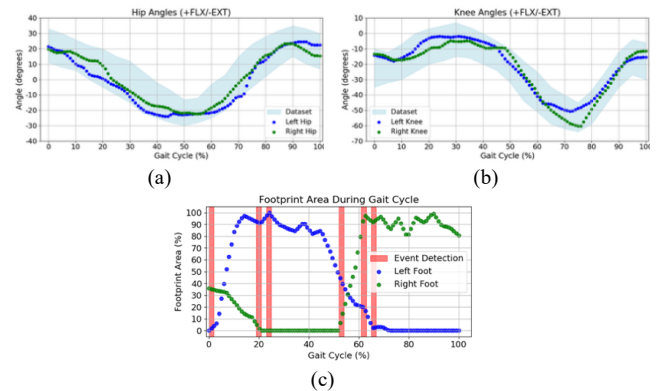 Hip Angles (+FLX/-EXT)
Angle (degrees)
40
30
20
10
0
-10
-20
-30
0 10 20 30 40 50 60 70 80 90 100
Gait Cycle (%)
Dataset
Left Hip
Right Hip
(a)
Knee Angles (+FLX/-EXT)
Angle (degrees)
20
10
0
-10
-20
-30
-40
-50
-60
-70
0 10 20 30 40 50 60 70 80 90 100
Gait Cycle (%)
Dataset
Left Knee
Right Knee
(b)
Footprint Area During Gait Cycle
Footprint Area (%)
100
90
80
70
60
50
40
30
20
10
0
0 20 40 60 80 100
Gait Cycle (%)
Event Detection
Left Foot
Right Foot
(c)